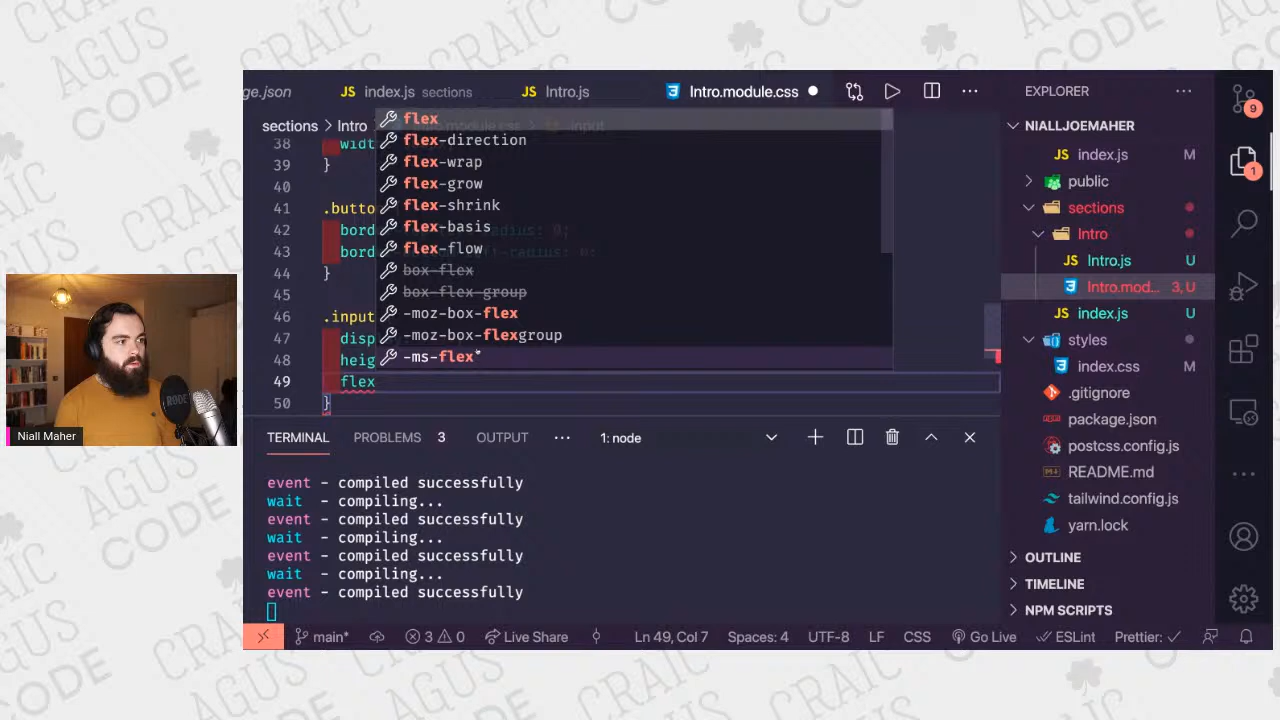 CRAIC
AGUS
CODE
ge.json
index.js sections
Intro.js
Intro.module.css
EXPLORER
sections > Intro
NIALLJOEMAHER
index.js M
public
sections
Intro
Intro.js U
Intro.mod... 3, U
index.js U
styles
index.css M
.gitignore
package.json
postcss.config.js
README.md
tailwind.config.js
yarn.lock
OUTLINE
TIMELINE
NPM SCRIPTS
9
1
flex
flex-direction
flex-wrap
flex-grow
flex-shrink
flex-basis
flex-flow
box-flex
box-flex-group
-moz-box-flex
-moz-box-flexgroup
-ms-flex
38 widt
39 }
40
41 .butto
42 bord
43 bord
44 }
45
46 .input
47 disp
48 heig
49 flex
50 }
TERMINAL PROBLEMS 3 OUTPUT ... 1: node
event - compiled successfully
wait - compiling...
event - compiled successfully
wait - compiling...
event - compiled successfully
wait - compiling...
event - compiled successfully
main* 3 0 Live Share Ln 49, Col 7 Spaces: 4 UTF-8 LF CSS Go Live ESLint Prettier: ✓
RODE
Niall Maher